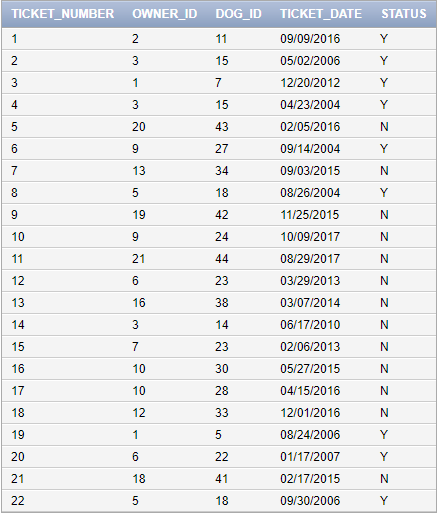 TICKET_NUMBER OWNER_ID DOG_ID TICKET_DATE STATUS
1 2 11 09/09/2016 Y
2 3 15 05/02/2006 Y
3 1 7 12/20/2012 Y
4 3 15 04/23/2004 Y
5 20 43 02/05/2016 N
6 9 27 09/14/2004 Y
7 13 34 09/03/2015 N
8 5 18 08/26/2004 Y
9 19 42 11/25/2015 N
10 9 24 10/09/2017 N
11 21 44 08/29/2017 N
12 6 23 03/29/2013 N
13 16 38 03/07/2014 N
14 3 14 06/17/2010 N
15 7 23 02/06/2013 N
16 10 30 05/27/2015 N
17 10 28 04/15/2016 N
18 12 33 12/01/2016 N
19 1 5 08/24/2006 Y
20 6 22 01/17/2007 Y
21 18 41 02/17/2015 N
22 5 18 09/30/2006 Y